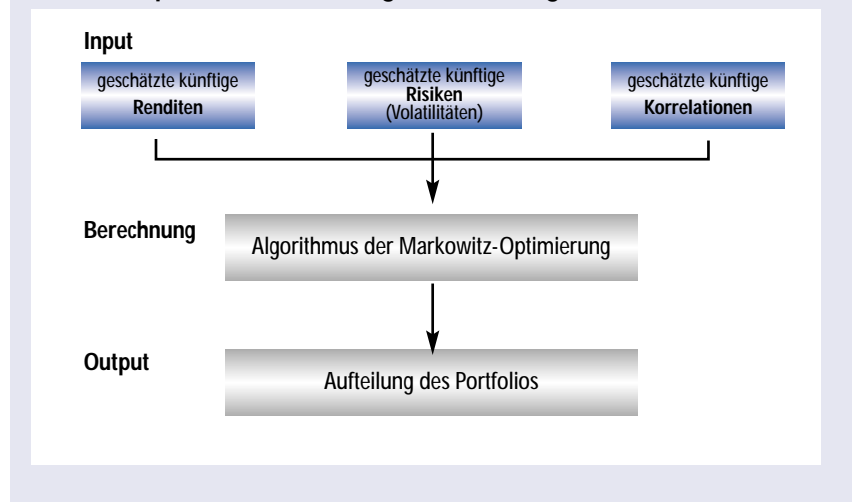 Input
geschätzte künftige
Renditen
geschätzte künftige
Risiken
(Volatilitäten)
geschätzte künftige
Korrelationen
Berechnung
Algorithmus der Markowitz-Optimierung
Output
Aufteilung des Portfolios